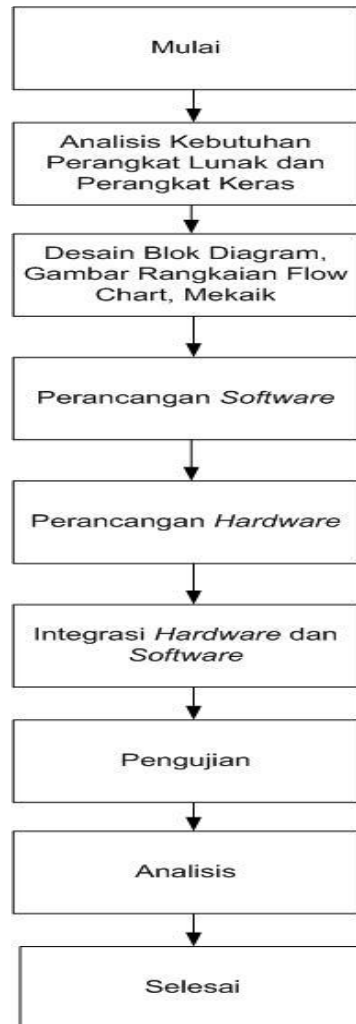 Mulai
Analisis Kebutuhan
Perangkat Lunak dan
Perangkat Keras
Desain Blok Diagram,
Gambar Rangkaian Flow
Chart, Mekaik
Perancangan Software
Perancangan Hardware
Integrasi Hardware dan
Software
Pengujian
Analisis
Selesai